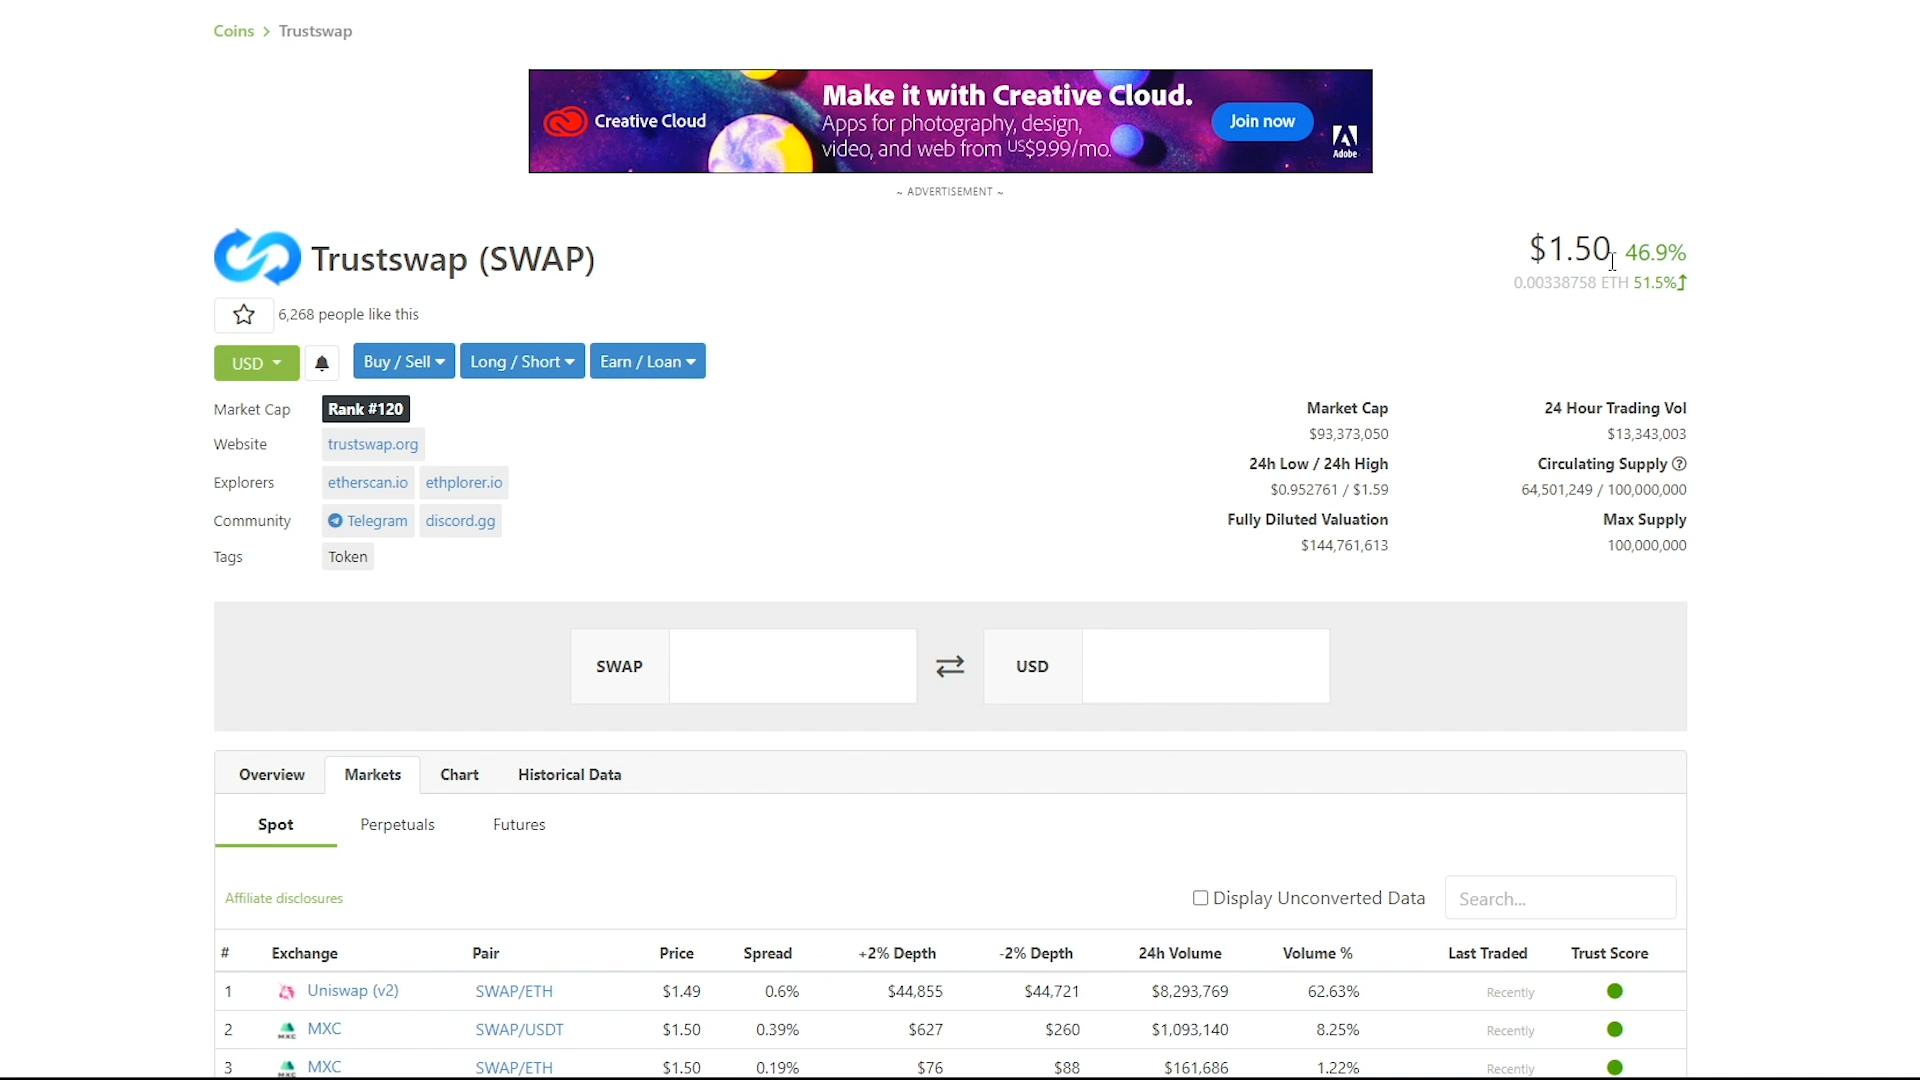 Coins > Trustswap
Creative Cloud
Make it with Creative Cloud.
Apps for photography, design,
video, and web from US$9.99/mo.
Join now
Adobe
~ ADVERTISEMENT ~
Trustswap (SWAP)
$1.50 46.9%
0.00338758 ETH 51.5%
6,268 people like this
USD
Buy / Sell
Long / Short
Earn / Loan
Market Cap Rank #120
Website trustswap.org
Explorers etherscan.io ethplorer.io
Community Telegram discord.gg
Tags Token
Market Cap 24 Hour Trading Vol
$93,373,050 $13,343,003
24h Low / 24h High Circulating Supply
$0.952761 / $1.59 64,501,249 / 100,000,000
Fully Diluted Valuation Max Supply
$144,761,613 100,000,000
SWAP USD
Overview Markets Chart Historical Data
Spot Perpetuals Futures
Affiliate disclosures Display Unconverted Data Search...
# Exchange Pair Price Spread +2% Depth -2% Depth 24h Volume Volume % Last Traded Trust Score
1 Uniswap (v2) SWAP/ETH $1.49 0.6% $44,855 $44,721 $8,293,769 62.63% Recently
2 MXC MXC SWAP/USDT $1.50 0.39% $627 $260 $1,093,140 8.25% Recently
3 MXC MXC SWAP/ETH $1.50 0.19% $76 $88 $161,686 1.22% Recently